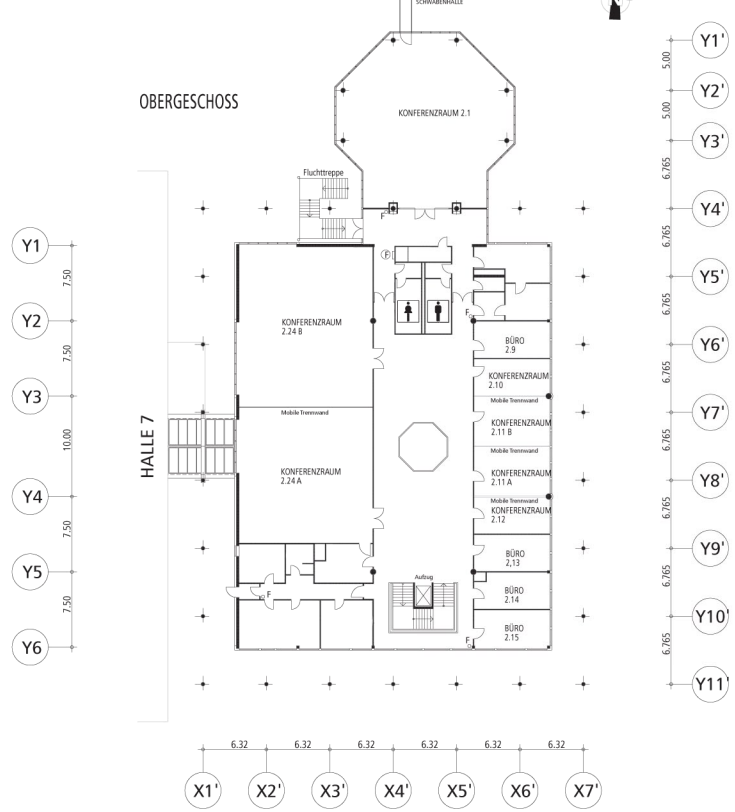 SCHWABENHALLE
OBERGESCHOSS
KONFERENZRAUM 2.1
Fluchttreppe
F
F
F
KONFERENZRAUM
2.24 B
BÜRO
2.9
KONFERENZRAUM
2.10
Mobile Trennwand
Mobile Trennwand
KONFERENZRAUM
2.11 B
Mobile Trennwand
KONFERENZRAUM
2.24 A
KONFERENZRAUM
2.11 A
Mobile Trennwand
KONFERENZRAUM
2.12
HALLE 7
BÜRO
2,13
Aufzug
BÜRO
2.14
F
BÜRO
2.15
F
Y1
7.50
Y2
7.50
Y3
10.00
Y4
7.50
Y5
7.50
Y6
Y1'
5.00
Y2'
5.00
Y3'
6.765
Y4'
6.765
Y5'
6.765
Y6'
6.765
Y7'
6.765
Y8'
6.765
Y9'
6.765
Y10'
6.765
Y11'
6.32 6.32 6.32 6.32 6.32 6.32
X1' X2' X3' X4' X5' X6' X7'